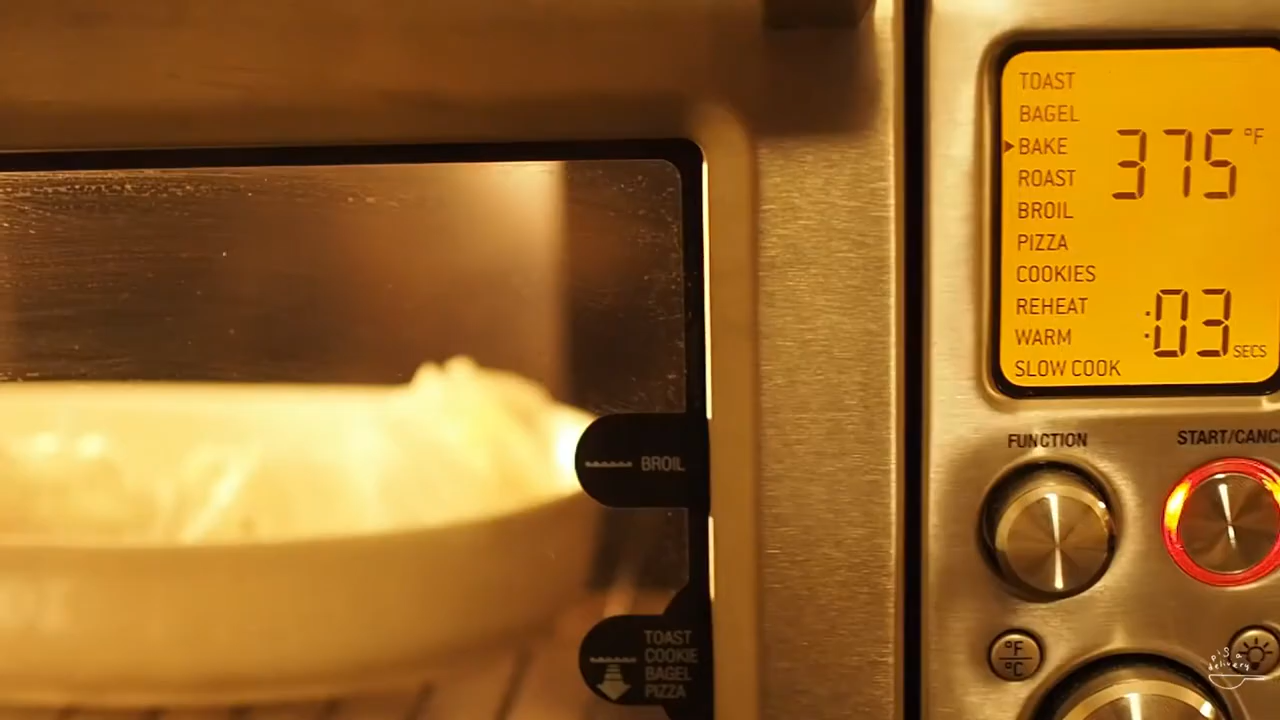 TOAST
BAGEL
BAKE
ROAST
BROIL
PIZZA
COOKIES
REHEAT
WARM
SLOW COOK
375 °F
:03 SECS
FUNCTION
START/CANC
BROIL
TOAST
COOKIE
BAGEL
PIZZA
°F
°C
delivery